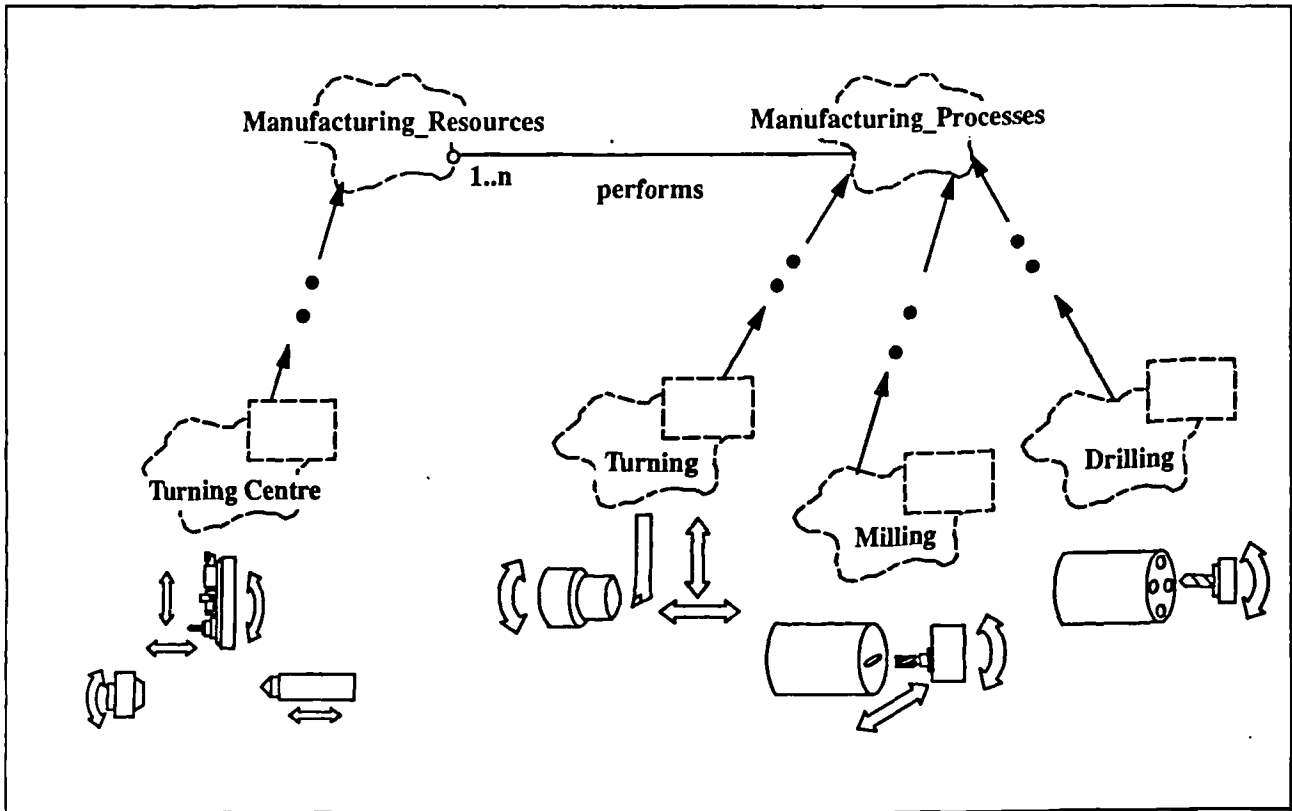 Manufacturing_Resources
Manufacturing_Processes
1..n
performs
Turning Centre
Turning
Milling
Drilling